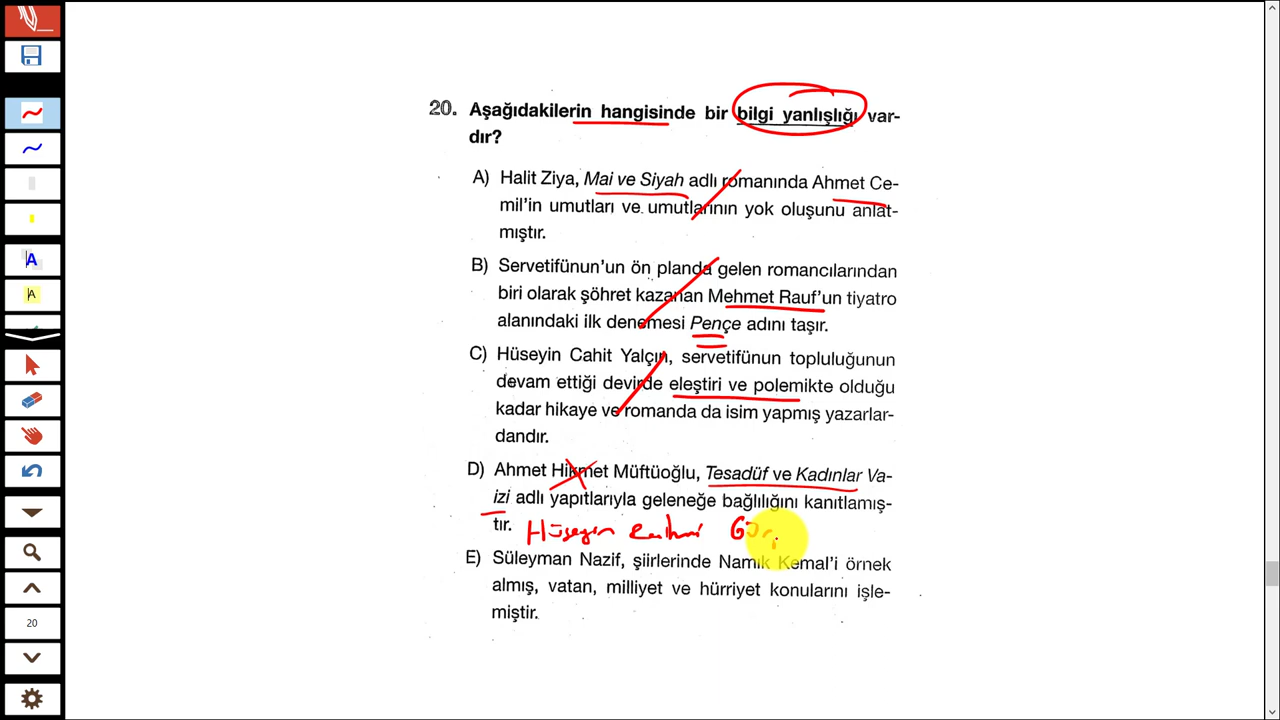 20. Aşağıdakilerin hangisinde bir bilgi yanlışlığı var-
dır?
A) Halit Ziya, Mai ve Siyah adlı romanında Ahmet Ce-
mil'in umutları ve umutlarının yok oluşunu anlat-
mıştır.
B) Servetifünun'un ön planda gelen romancılarından
biri olarak şöhret kazanan Mehmet Rauf'un tiyatro
alanındaki ilk denemesi Pençe adını taşır.
C) Hüseyin Cahit Yalçın, servetifünun topluluğunun
devam ettiği devirde eleştiri ve polemikte olduğu
kadar hikaye ve romanda da isim yapmış yazarlar-
dandır.
D) Ahmet Hikmet Müftüoğlu, Tesadüf ve Kadınlar Va-
izi adlı yapıtlarıyla geleneğe bağlılığını kanıtlamış-
tır. Hüseyin
E) Süleyman Nazif, şiirlerinde Namık Kemal'i örnek
almış, vatan, milliyet ve hürriyet konularını işle-
miştir.
A
A
20